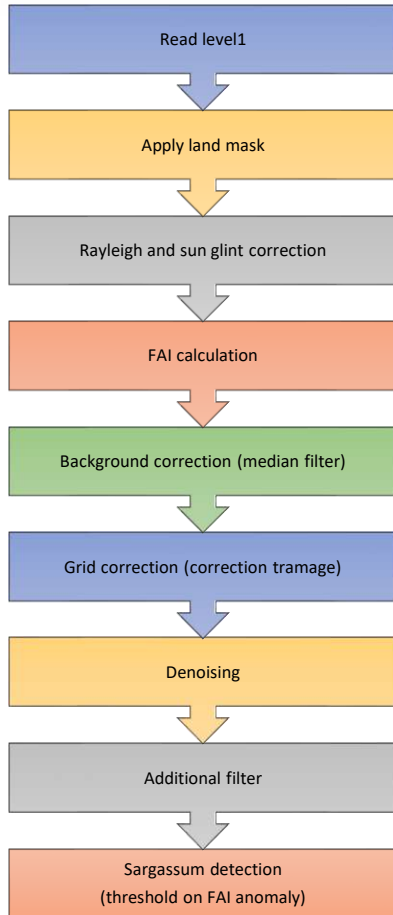 Read level1
Apply land mask
Rayleigh and sun glint correction
FAI calculation
Background correction (median filter)
Grid correction (correction tramage)
Denoising
Additional filter
Sargassum detection
(threshold on FAI anomaly)